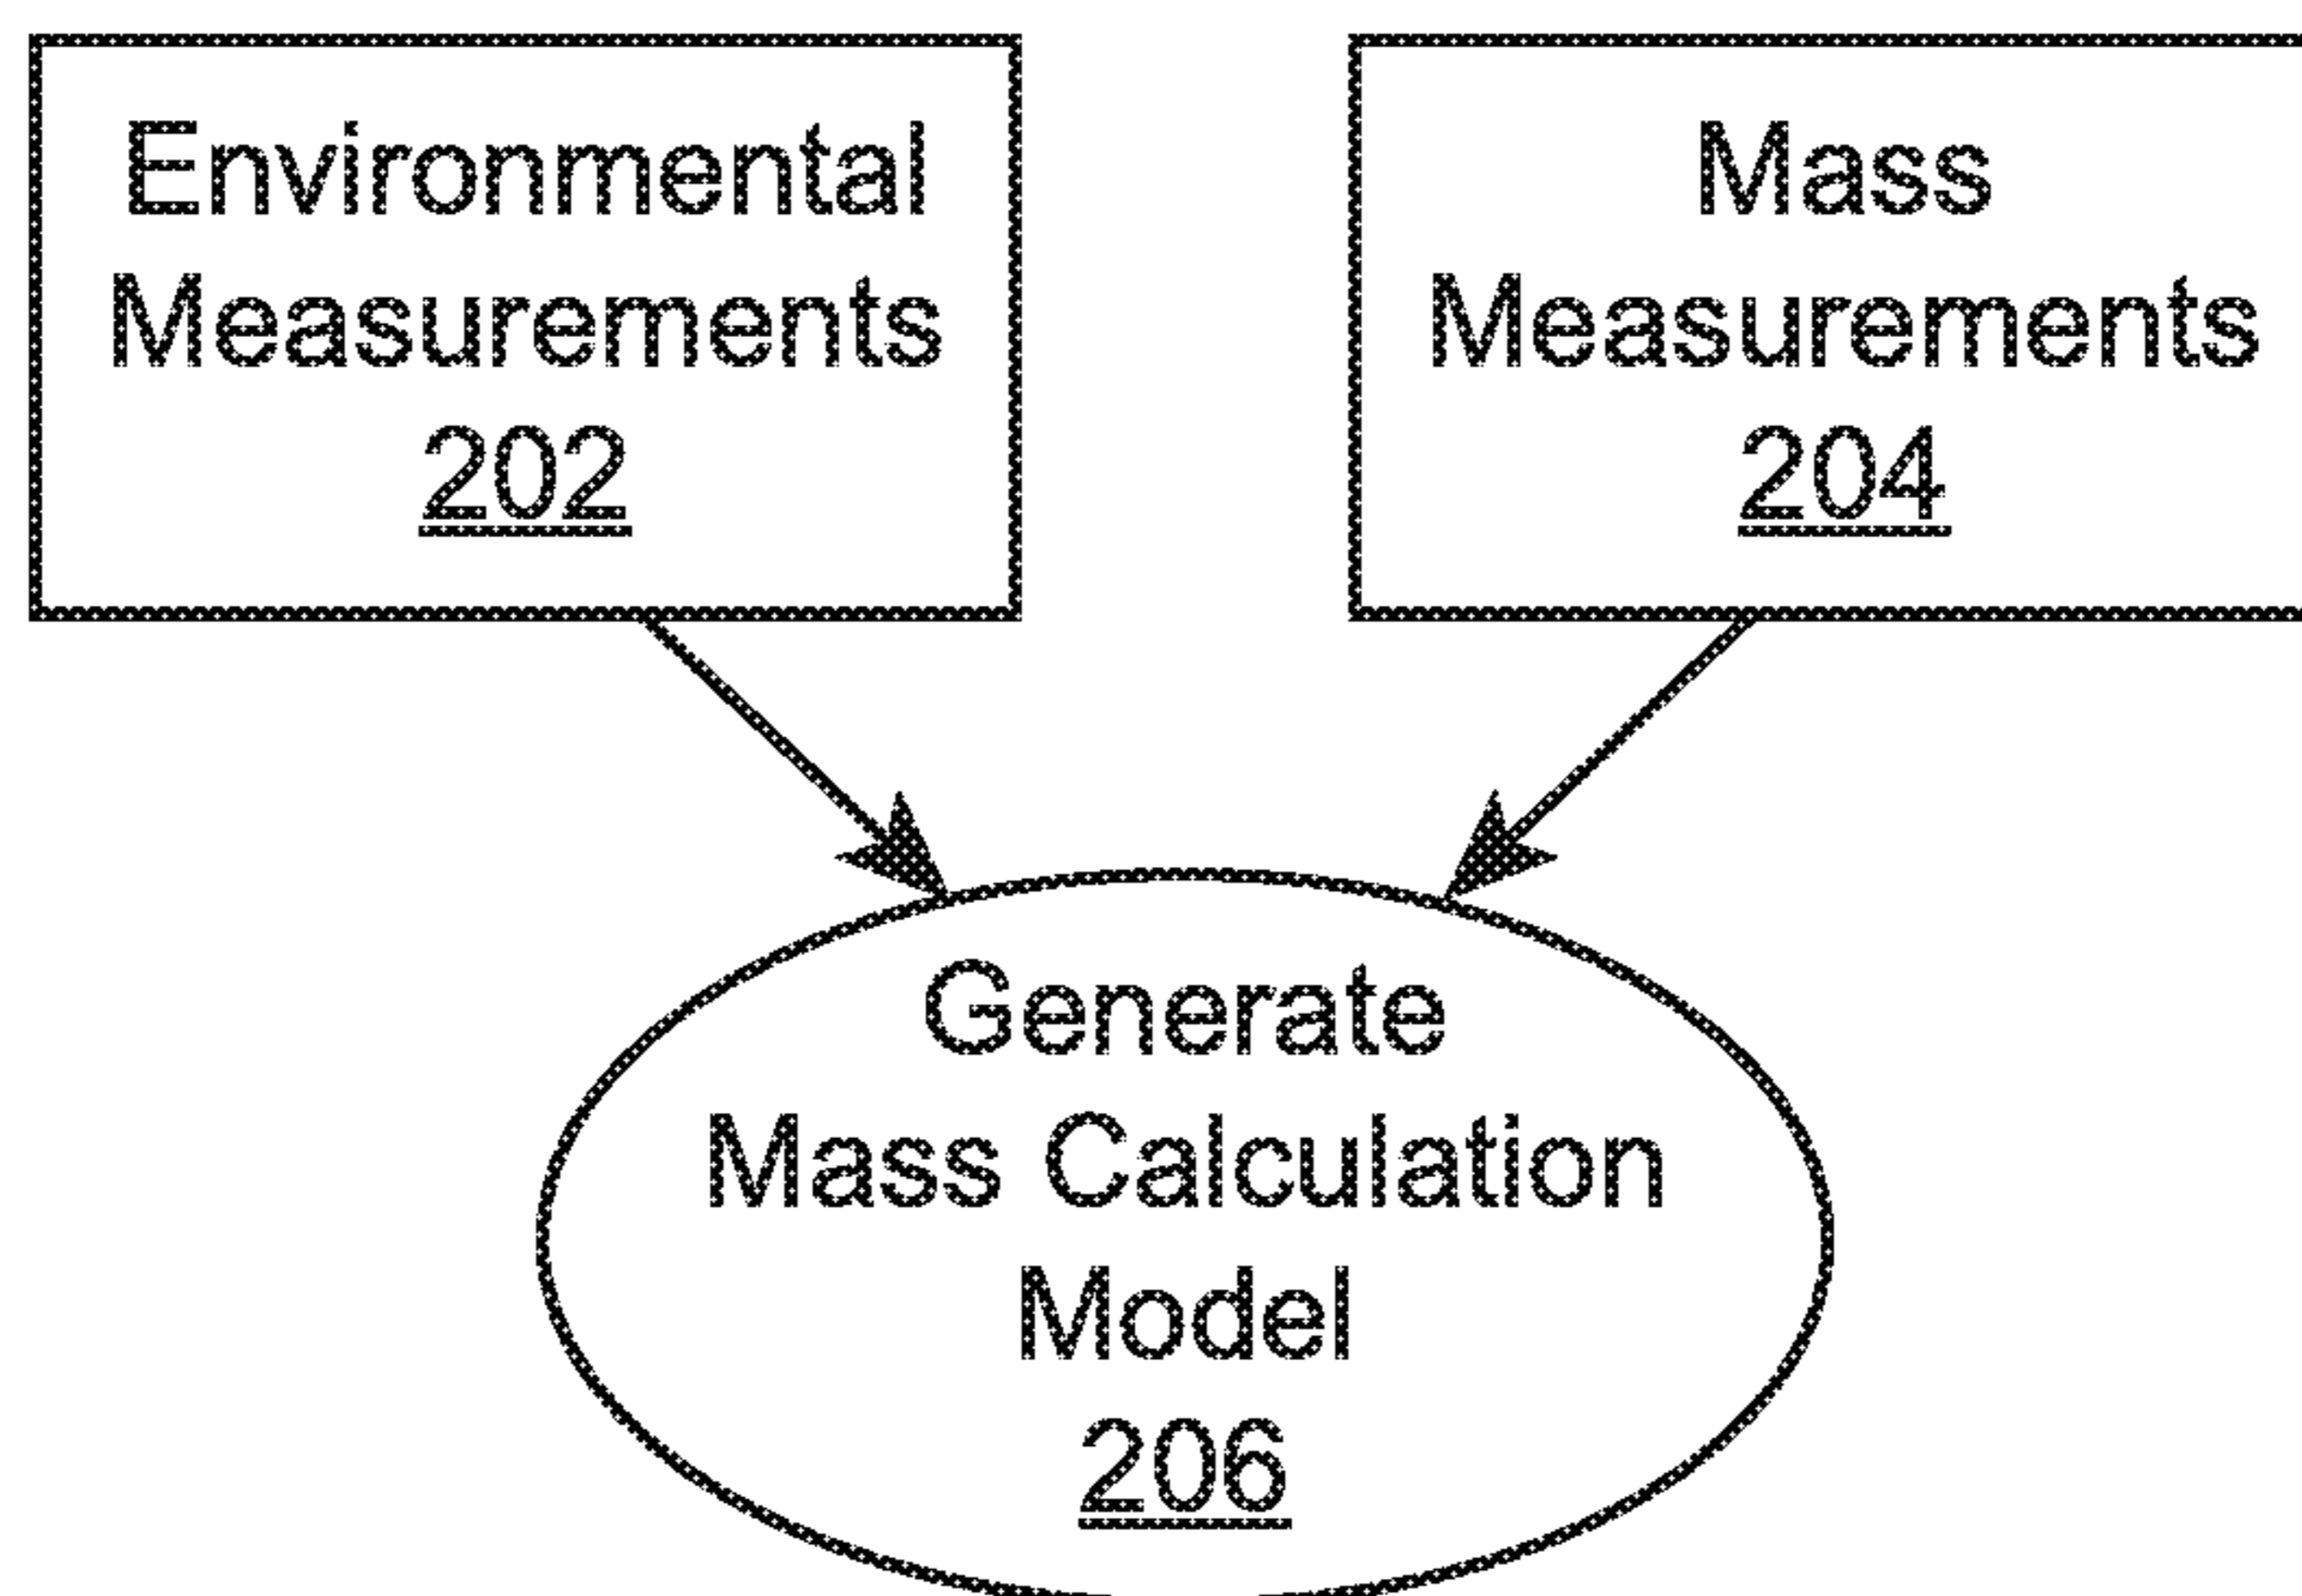 Environmental
Measurements
202
Mass
Measurements
204
Generate
Mass Calculation
Model
206